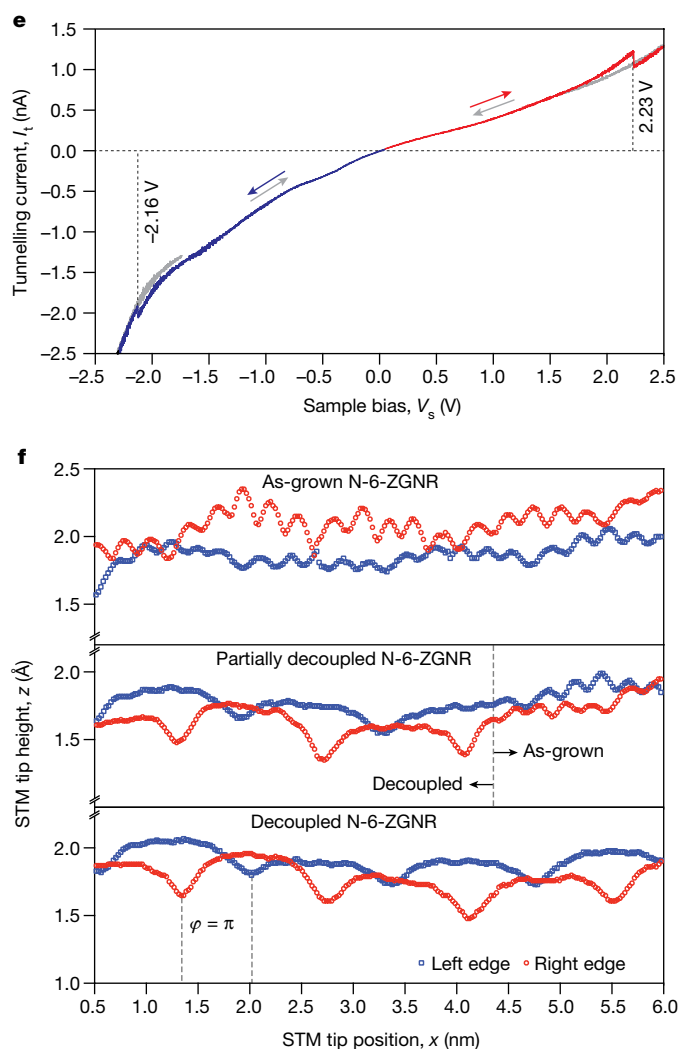 e
1.5
1.0
0.5
0.0
−0.5
−1.0
−1.5
−2.0
−2.5
Tunnelling current, It (nA)
−2.16 V
2.23 V
−2.5 −2.0 −1.5 −1.0 −0.5 0.0 0.5 1.0 1.5 2.0 2.5
Sample bias, Vs (V)
f
2.5
As-grown N-6-ZGNR
2.0
1.5
Partially decoupled N-6-ZGNR
2.0
1.5
As-grown
Decoupled
STM tip height, z (Å)
Decoupled N-6-ZGNR
2.0
1.5
φ = π
Left edge Right edge
1.0
0.5 1.0 1.5 2.0 2.5 3.0 3.5 4.0 4.5 5.0 5.5 6.0
STM tip position, x (nm)